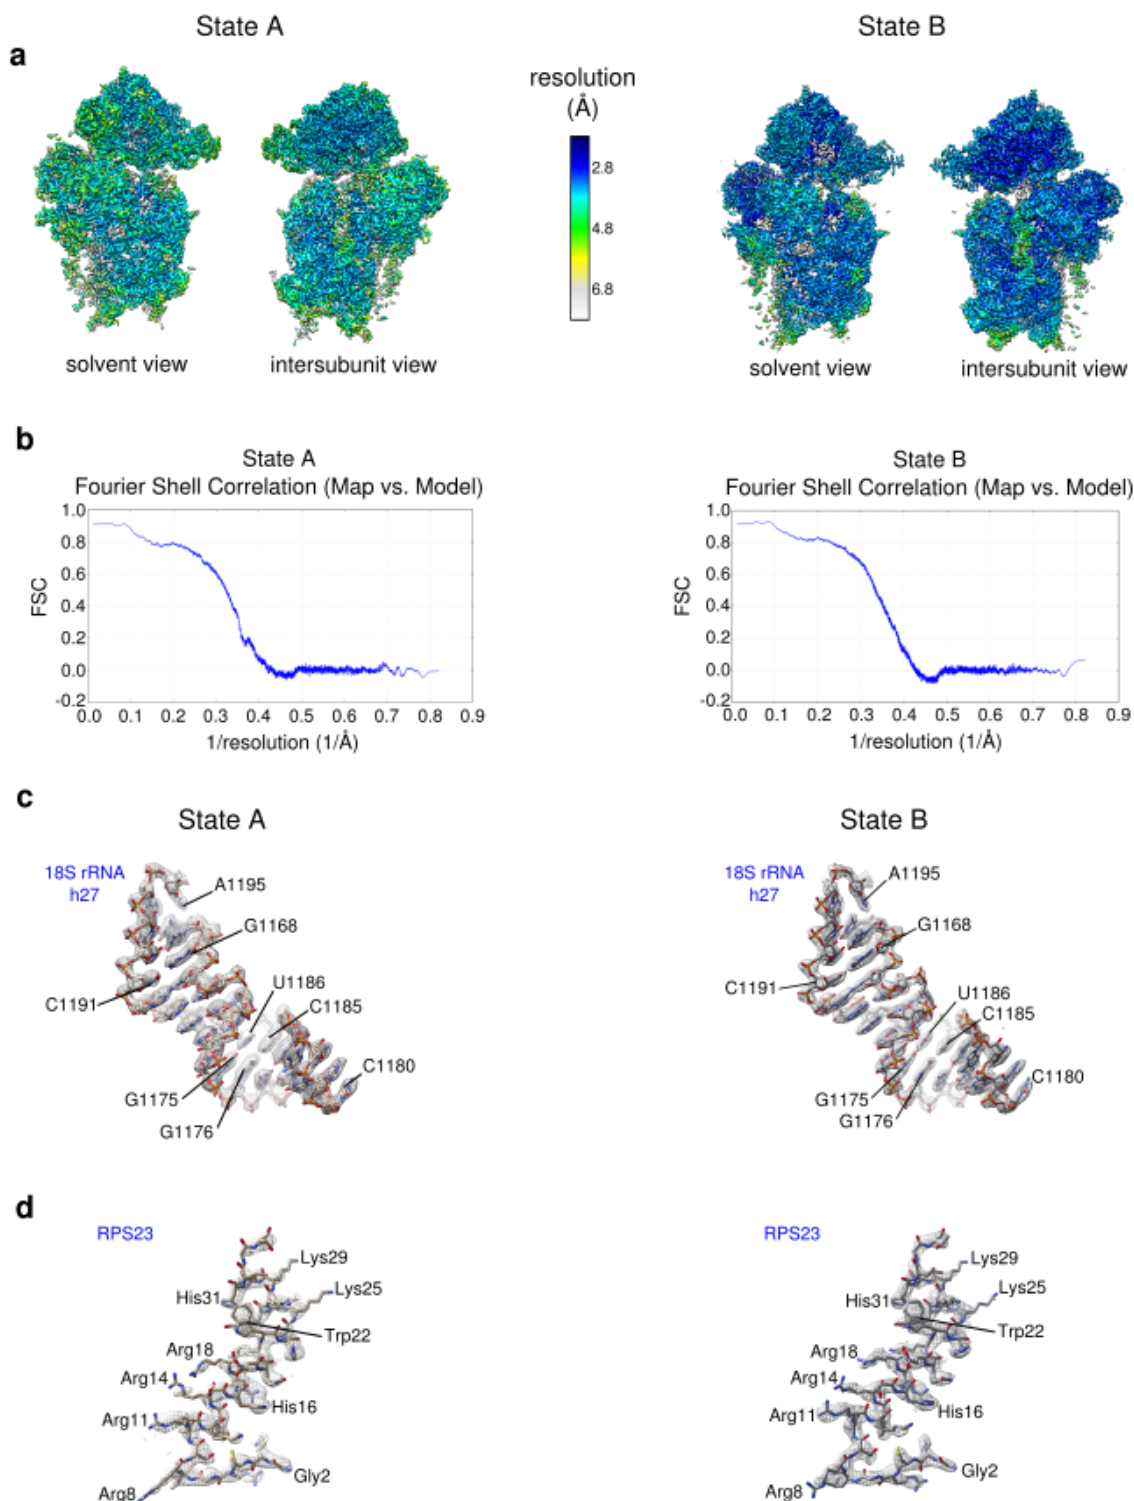 State A
State B
a
resolution
(Å)
2.8
4.8
6.8
solvent view
intersubunit view
solvent view
intersubunit view
b
State A
Fourier Shell Correlation (Map vs. Model)
1.0
0.8
0.6
0.4
0.2
0.0
-0.2
FSC
0.0 0.1 0.2 0.3 0.4 0.5 0.6 0.7 0.8 0.9
1/resolution (1/Å)
State B
Fourier Shell Correlation (Map vs. Model)
1.0
0.8
0.6
0.4
0.2
0.0
-0.2
FSC
0.0 0.1 0.2 0.3 0.4 0.5 0.6 0.7 0.8 0.9
1/resolution (1/Å)
c
State A
18S rRNA
h27
A1195
G1168
C1191
U1186
C1185
C1180
G1175
G1176
State B
18S rRNA
h27
A1195
G1168
C1191
U1186
C1185
C1180
G1175
G1176
d
RPS23
Lys29
Lys25
His31
Trp22
Arg18
Arg14
His16
Arg11
Gly2
Arg8
RPS23
Lys29
Lys25
His31
Trp22
Arg18
Arg14
His16
Arg11
Gly2
Arg8